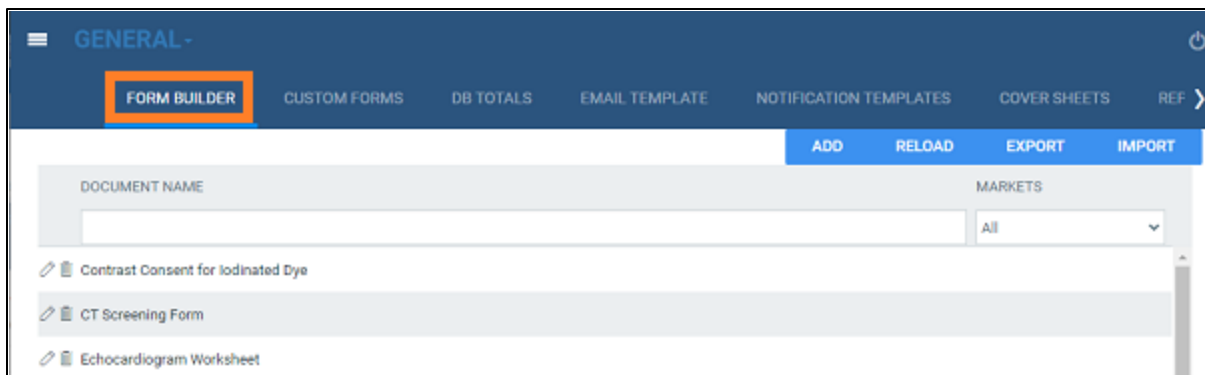 GENERAL-
FORM BUILDER CUSTOM FORMS DB TOTALS EMAIL TEMPLATE NOTIFICATION TEMPLATES COVER SHEETS REF
ADD RELOAD EXPORT IMPORT
DOCUMENT NAME MARKETS
All
Contrast Consent for Iodinated Dye
CT Screening Form
Echocardiogram Worksheet